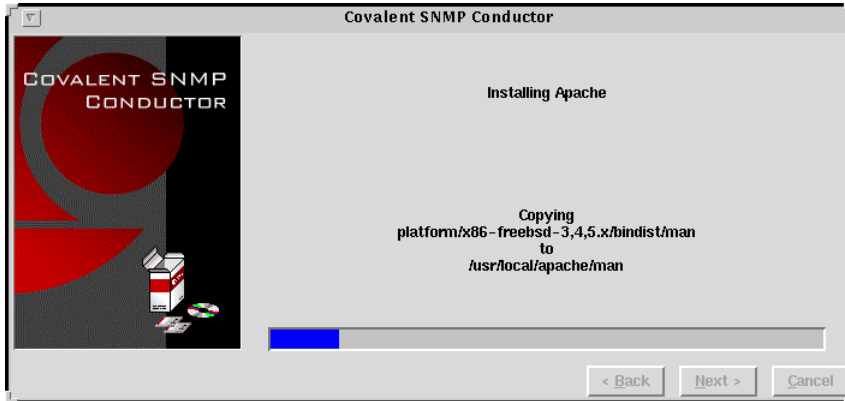 Covalent SNMP Conductor
COVALENT SNMP
CONDUCTOR
Installing Apache
Copying
platform/x86-freebsd-3,4,5.x/bindist/man
to
/usr/local/apache/man
< Back
Next >
Cancel